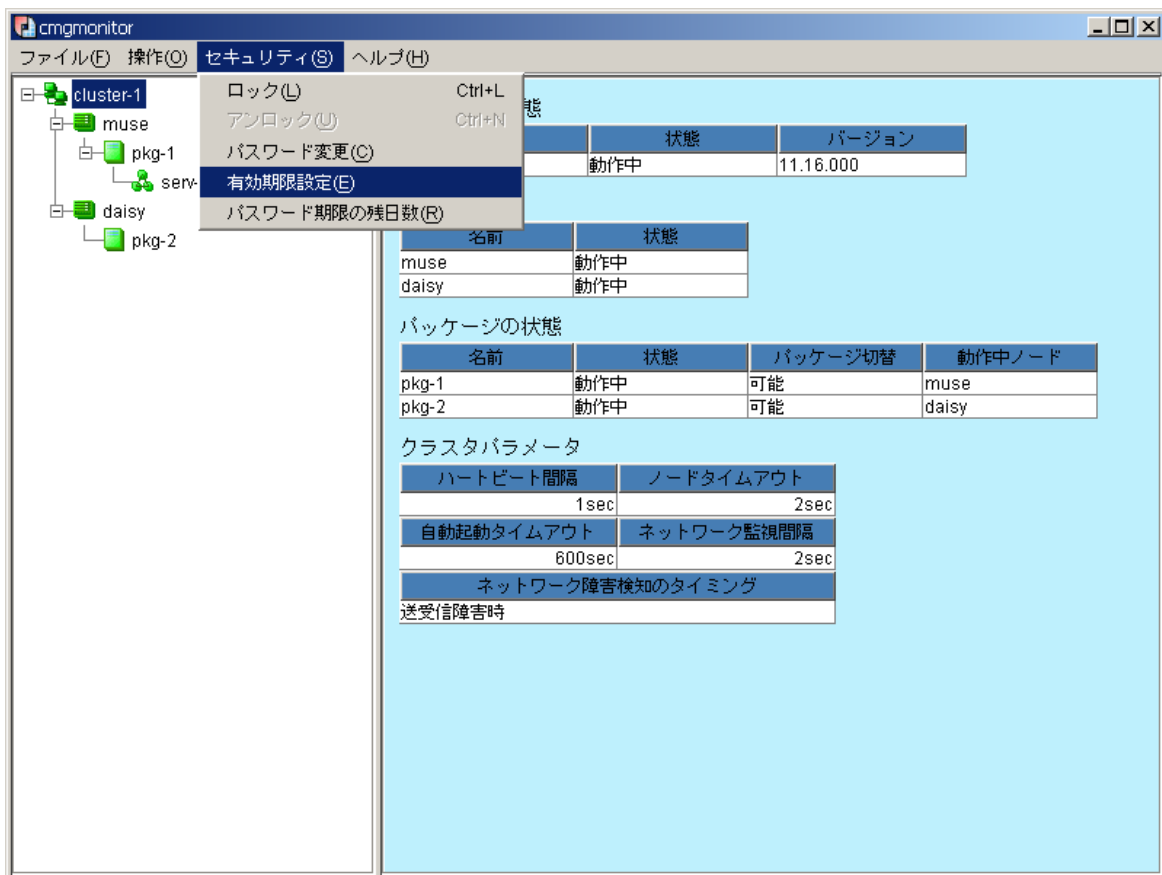 cmgmonitor
ファイル(F) 操作(O) セキュリティ(S) ヘルプ(H)
ロック(L) Ctrl+L
アンロック(U) Ctrl+N
パスワード変更(C)
有効期限設定(E)
パスワード期限の残日数(R)
cluster-1
muse
pkg-1
serv-
daisy
pkg-2
態
状態 バージョン
動作中 11.16.000
名前 状態
muse 動作中
daisy 動作中
パッケージの状態
名前 状態 パッケージ切替 動作中ノード
pkg-1 動作中 可能 muse
pkg-2 動作中 可能 daisy
クラスタパラメータ
ハートビート間隔 ノードタイムアウト
1sec 2sec
自動起動タイムアウト ネットワーク監視間隔
600sec 2sec
ネットワーク障害検知のタイミング
送受信障害時